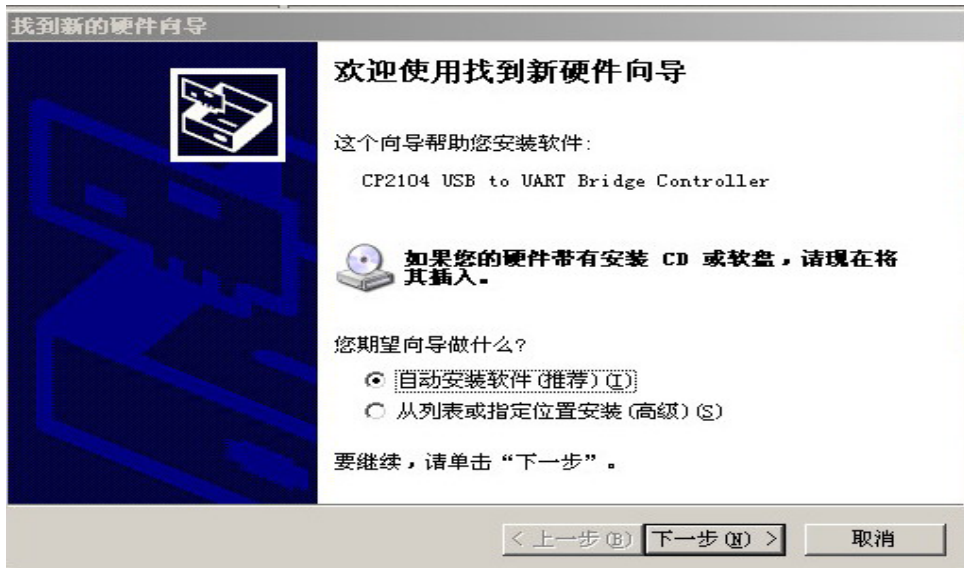 找到新的硬件向导
欢迎使用找到新硬件向导
这个向导帮助您安装软件:
CP2104 USB to UART Bridge Controller
如果您的硬件带有安装 CD 或软盘，请现在将
其插入。
您期望向导做什么?
自动安装软件(推荐)(I)
从列表或指定位置安装(高级)(S)
要继续，请单击“下一步”。
< 上一步(B) 下一步(N) > 取消